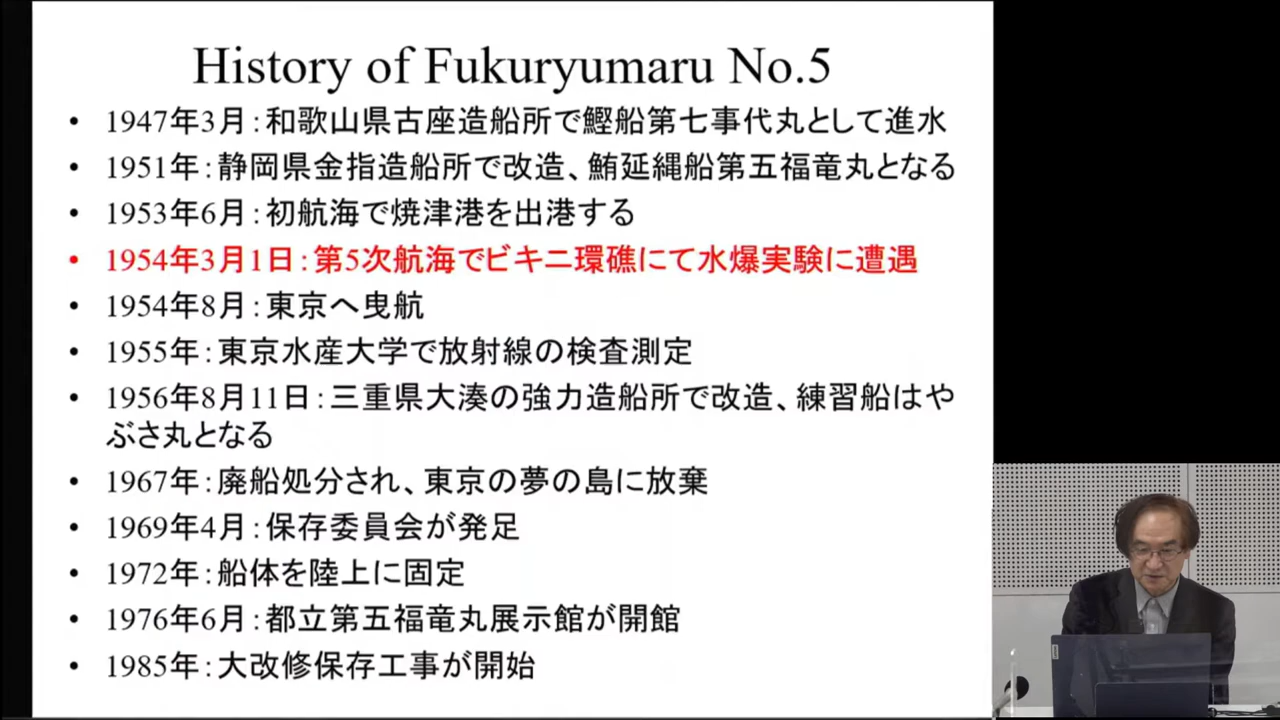 History of Fukuryumaru No.5
• 1947年3月：和歌山県古座造船所で鰹船第七事代丸として進水
• 1951年：静岡県金指造船所で改造、鮪延縄船第五福竜丸となる
• 1953年6月：初航海で焼津港を出港する
• 1954年3月1日：第5次航海でビキニ環礁にて水爆実験に遭遇
• 1954年8月：東京へ曳航
• 1955年：東京水産大学で放射線の検査測定
• 1956年8月11日：三重県大湊の強力造船所で改造、練習船はや
ぶさ丸となる
• 1967年：廃船処分され、東京の夢の島に放棄
• 1969年4月：保存委員会が発足
• 1972年：船体を陸上に固定
• 1976年6月：都立第五福竜丸展示館が開館
• 1985年：大改修保存工事が開始